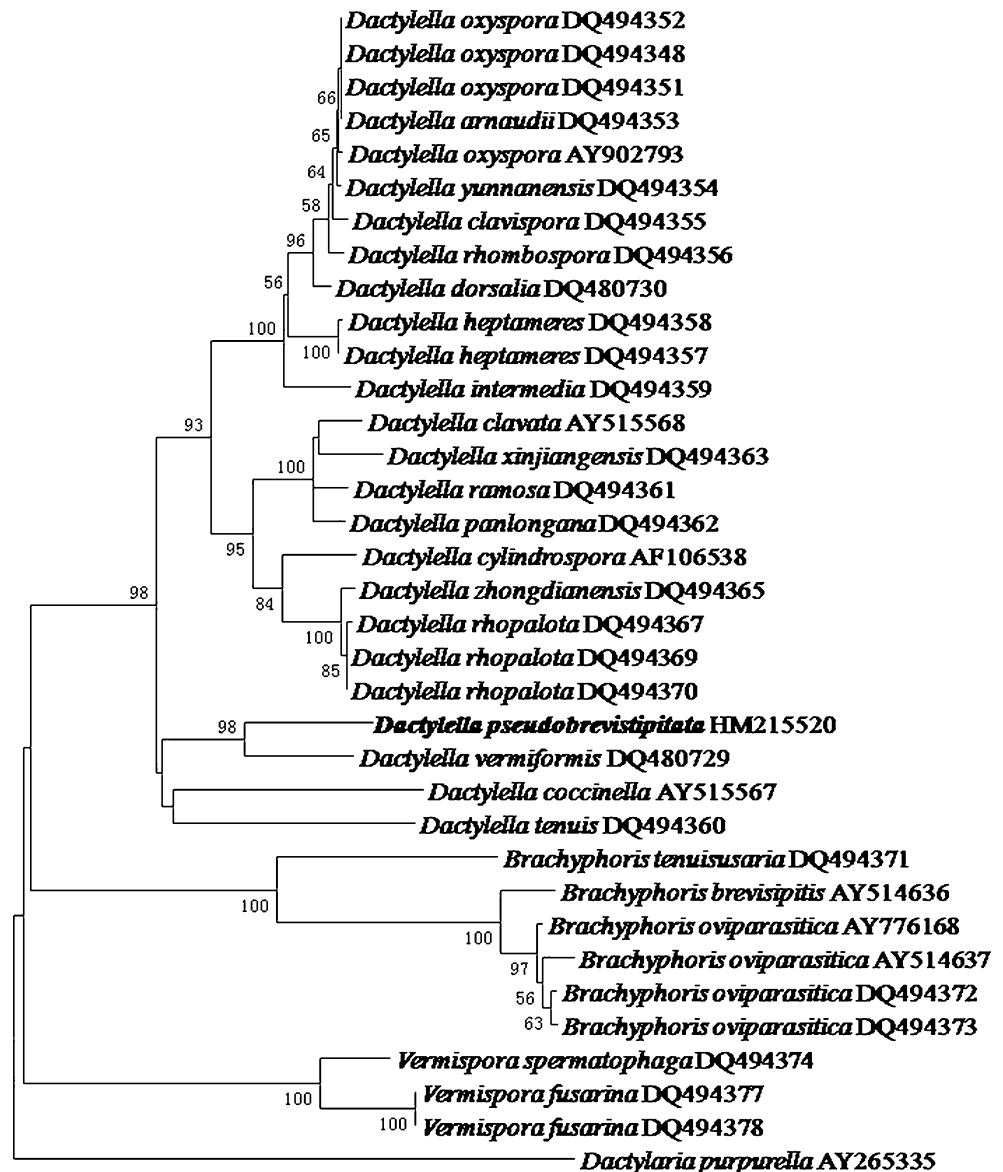 Dactylella oxyspora DQ494352
Dactylella oxyspora DQ494348
Dactylella oxyspora DQ494351
66
Dactylella arnaudii DQ494353
65
Dactylella oxyspora AY902793
64
Dactylella yunnanensis DQ494354
58
Dactylella clavispora DQ494355
96
Dactylella rhombospora DQ494356
56
Dactylella dorsalia DQ480730
Dactylella heptameres DQ494358
100
100
Dactylella heptameres DQ494357
Dactylella intermedia DQ494359
93
Dactylella clavata AY515568
Dactylella xinjiangensis DQ494363
100
Dactylella ramosa DQ494361
Dactylella panlongana DQ494362
95
Dactylella cylindrospora AF106538
Dactylella zhongdianensis DQ494365
98
84
Dactylella rhopalota DQ494367
100
Dactylella rhopalota DQ494369
85
Dactylella rhopalota DQ494370
98
Dactylella pseudobrevistipitata HM215520
Dactylella vermiformis DQ480729
Dactylella coccinella AY515567
Dactylella tenuis DQ494360
Brachyphoris tenuisusaria DQ494371
Brachyphoris brevisipitis AY514636
100
Brachyphoris oviparasitica AY776168
100
Brachyphoris oviparasitica AY514637
97
Brachyphoris oviparasitica DQ494372
56
Brachyphoris oviparasitica DQ494373
63
Vermispora spermatophaga DQ494374
Vermispora fusarina DQ494377
100
Vermispora fusarina DQ494378
100
Dactylaria purpurella AY265335